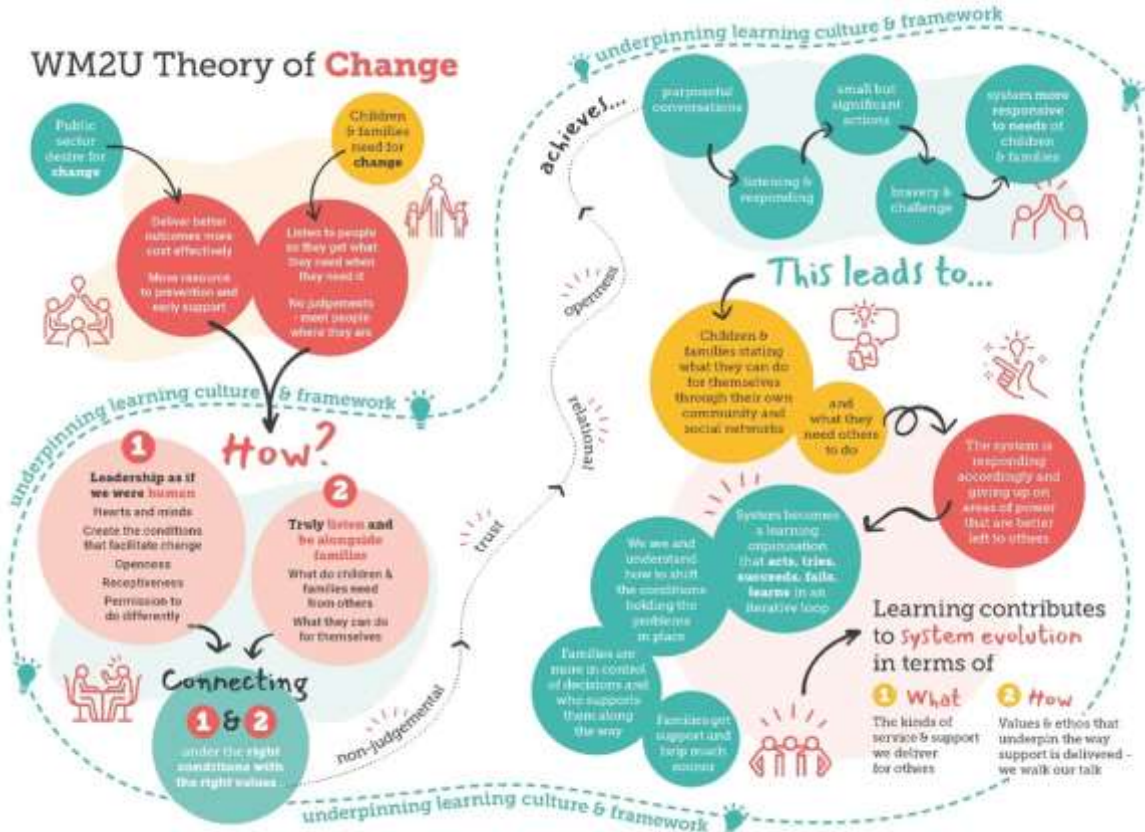 WM2U Theory of Change
Public
sector
desire for
change
Children
& families
need for
change
Deliver better
outcomes more
cost effectively
More resource
to prevention and
early support
Listen to people
so they get what
they need when
they need it
No judgements
- meet people
where they are
underpinning learning culture & framework
How?
1
Leadership as if
we were human
Hearts and minds
Create the conditions
that facilitate change
Openness
Receptiveness
Permission to
do differently
2
Truly listen and
be alongside
families
What do children &
families need
from others
What they can do
for themselves
Connecting
1 & 2
under the right
conditions with
the right values
non-judgemental
trust
relational
openness
achieves...
underpinning learning culture & framework
purposeful
conversations
listening &
responding
small but
significant
actions
bravery &
challenge
system more
responsive
to needs of
children
& families
This leads to...
Children &
families stating
what they can do
for themselves
through their own
community and
social networks
and
what they
need others
to do
The system is
responding
accordingly and
giving up on
areas of power
that are better
left to others
System becomes
a learning
organisation
that acts, tries,
succeeds, fails,
learns in an
iterative loop
We see and
understand
how to shift
the conditions
holding the
problems
in place
Families are
more in control
of decisions and
who supports
them along
the way
Families get
support and
help much
sooner
Learning contributes
to system evolution
in terms of
1 What
The kinds of
service & support
we deliver
for others
2 How
Values & ethos that
underpin the way
support is delivered -
we walk our talk
underpinning learning culture & framework